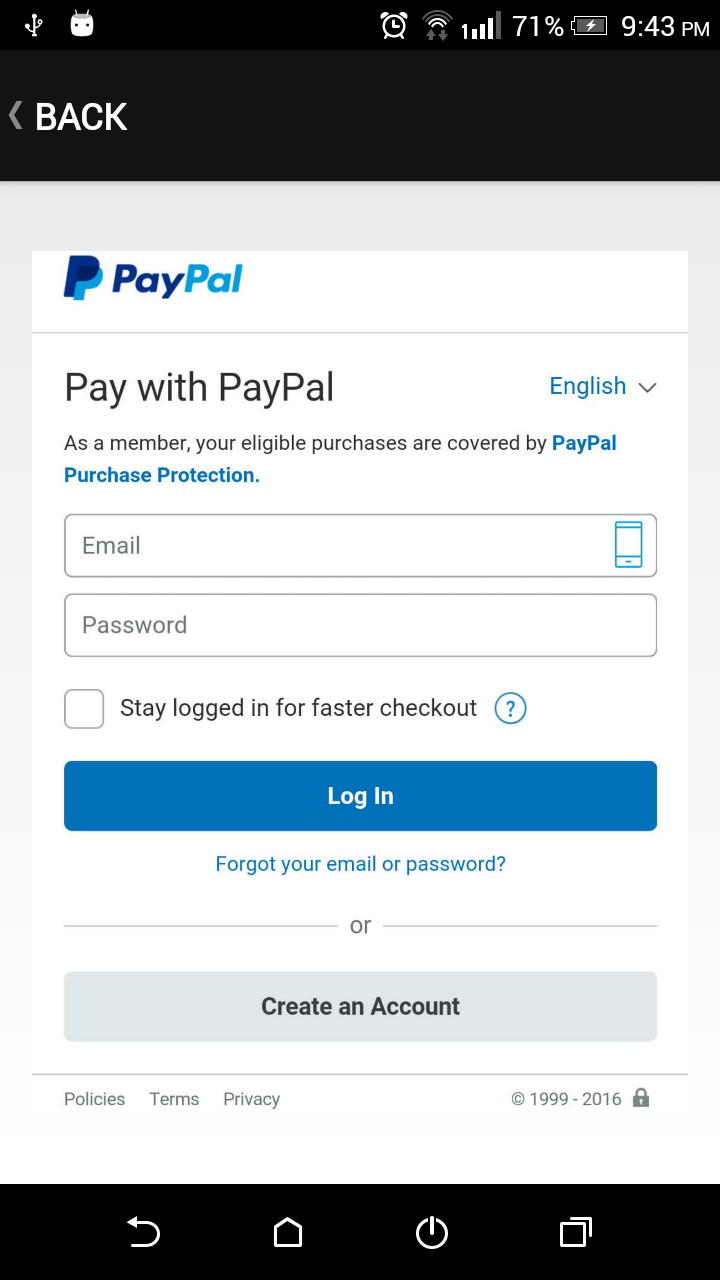 71% 9:43 PM
BACK
PayPal
Pay with PayPal English
As a member, your eligible purchases are covered by PayPal
Purchase Protection.
Email
Password
Stay logged in for faster checkout ?
Log In
Forgot your email or password?
or
Create an Account
Policies Terms Privacy © 1999 - 2016